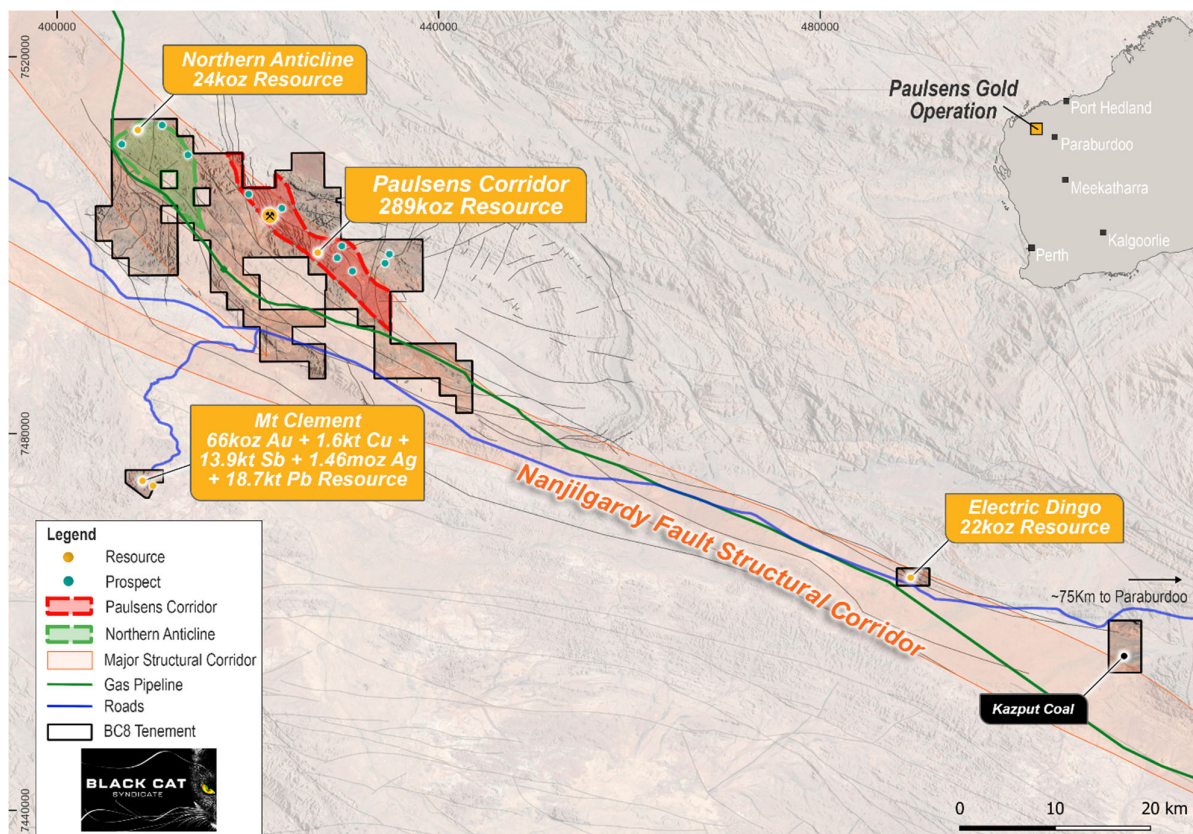 400000
440000
480000
7520000
7480000
7440000
Northern Anticline
24koz Resource
Paulsens Corridor
289koz Resource
Mt Clement
66koz Au + 1.6kt Cu +
13.9kt Sb + 1.46moz Ag
+ 18.7kt Pb Resource
Nanjilgardy Fault Structural Corridor
Electric Dingo
22koz Resource
~75Km to Paraburdoo
Kazput Coal
Paulsens Gold
Operation
Port Hedland
Paraburdoo
Meekatharra
Kalgoorlie
Perth
Legend
Resource
Prospect
Paulsens Corridor
Northern Anticline
Major Structural Corridor
Gas Pipeline
Roads
BC8 Tenement
BLACK CAT
SYNDICATE
0 10 20 km